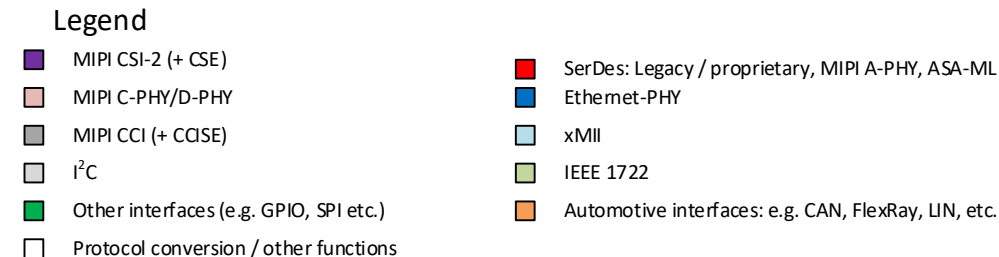 Legend
MIPI CSI-2 (+ CSE)
MIPI C-PHY/D-PHY
MIPI CCI (+ CCISE)
I²C
Other interfaces (e.g. GPIO, SPI etc.)
Protocol conversion / other functions
SerDes: Legacy / proprietary, MIPI A-PHY, ASA-ML
Ethernet-PHY
xMII
IEEE 1722
Automotive interfaces: e.g. CAN, FlexRay, LIN, etc.